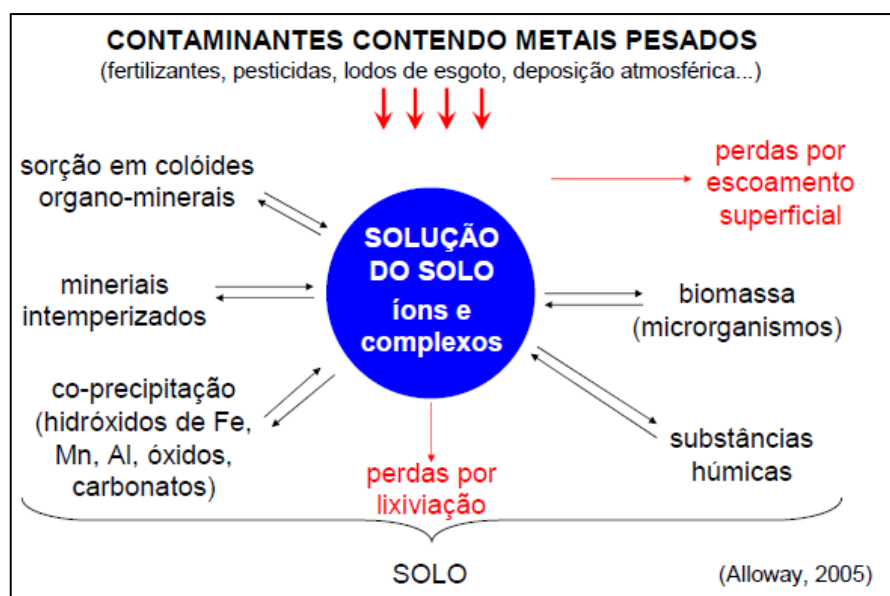 CONTAMINANTES CONTENDO METAIS PESADOS
(fertilizantes, pesticidas, lodos de esgoto, deposição atmosférica...)
sorção em colóides
organo-minerais
perdas por
escoamento
superficial
SOLUÇÃO
DO SOLO
íons e
complexos
mineriais
intemperizados
biomassa
(microrganismos)
co-precipitação
(hidróxidos de Fe,
Mn, Al, óxidos,
carbonatos)
perdas por
lixiviação
substâncias
húmicas
SOLO
(Alloway, 2005)